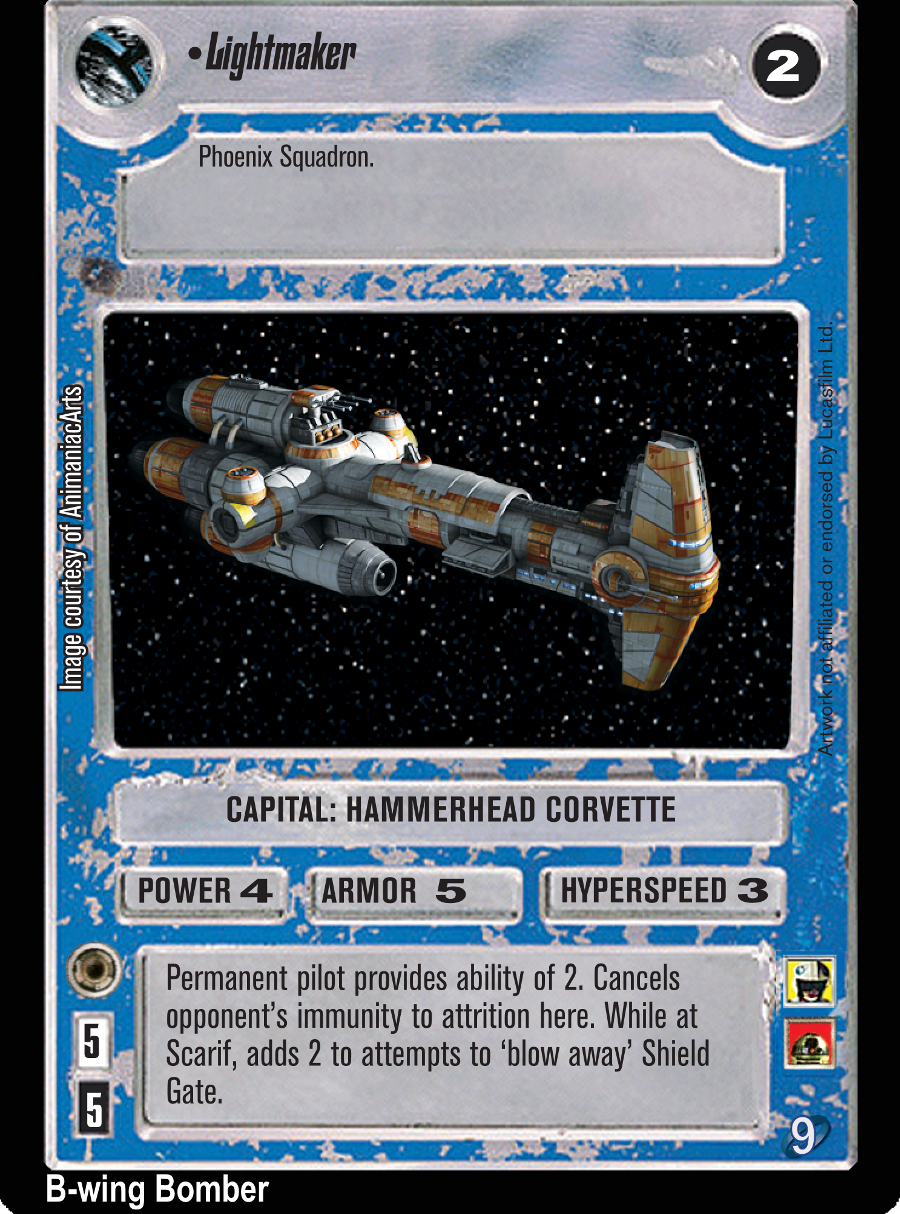 •Lightmaker
2
Phoenix Squadron.
Image courtesy of AnimaniacArts
Artwork not affiliated or endorsed by Lucasfilm Ltd.
CAPITAL: HAMMERHEAD CORVETTE
POWER 4 ARMOR 5 HYPERSPEED 3
Permanent pilot provides ability of 2. Cancels
opponent’s immunity to attrition here. While at
Scarif, adds 2 to attempts to ‘blow away’ Shield
Gate.
5
5
9
B-wing Bomber